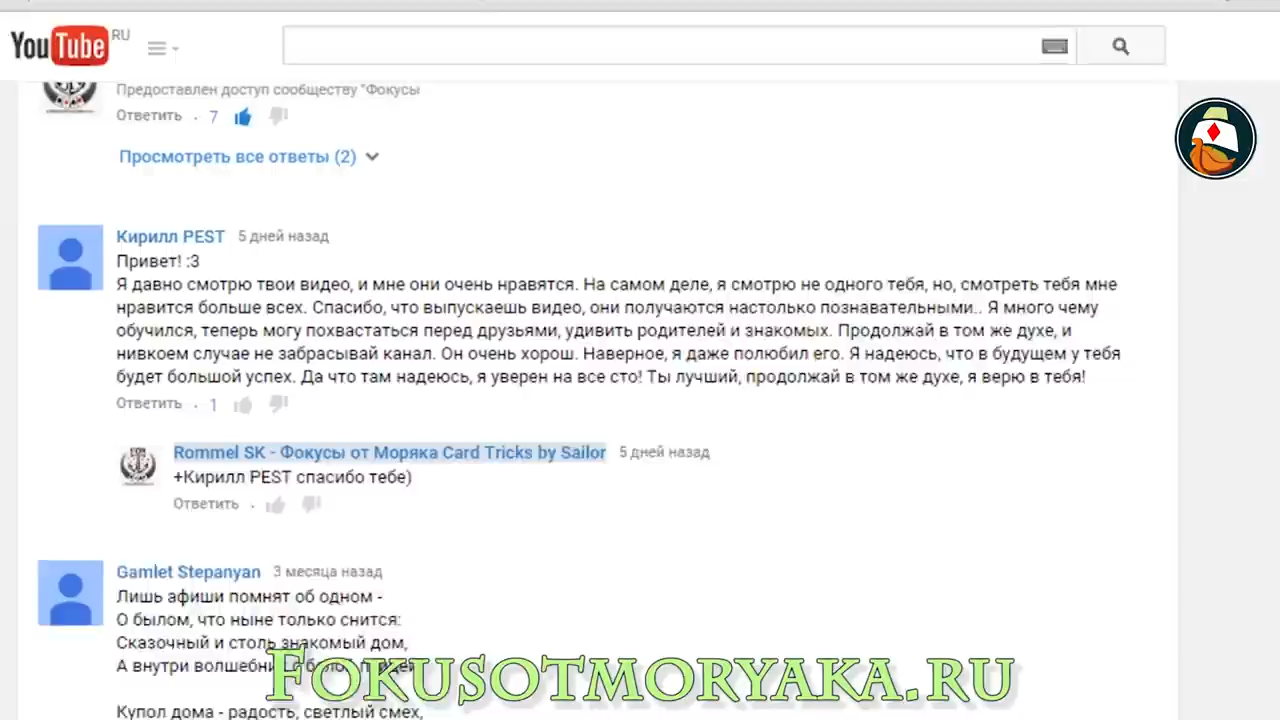 YouTube RU
Предоставлен доступ сообществу "Фокусы
Ответить . 7
Просмотреть все ответы (2)
Кирилл PEST 5 дней назад
Привет! :3
Я давно смотрю твои видео, и мне они очень нравятся. На самом деле, я смотрю не одного тебя, но, смотреть тебя мне
нравится больше всех. Спасибо, что выпускаешь видео, они получаются настолько познавательными.. Я много чему
обучился, теперь могу похвастаться перед друзьями, удивить родителей и знакомых. Продолжай в том же духе, и
нивкоем случае не забрасывай канал. Он очень хорош. Наверное, я даже полюбил его. Я надеюсь, что в будущем у тебя
будет большой успех. Да что там надеюсь, я уверен на все сто! Ты лучший, продолжай в том же духе, я верю в тебя!
Ответить . 1
Rommel SK - Фокусы от Моряка Card Tricks by Sailor 5 дней назад
+Кирилл PEST спасибо тебе)
Ответить .
Gamlet Stepanyan 3 месяца назад
Лишь афиши помнят об одном -
О былом, что ныне только снится:
Сказочный и столь знакомый дом,
А внутри
Fokusotmoryaka.ru
Купол дома - радость, светлый смех,